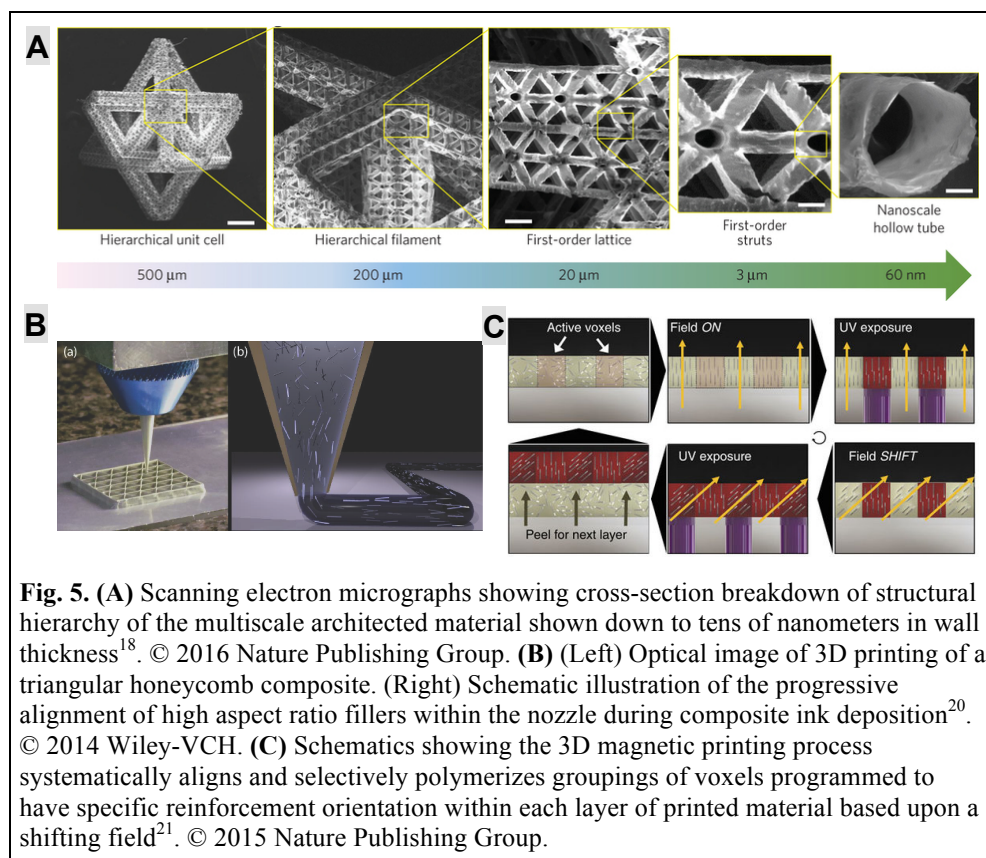 A
Hierarchical unit cell
Hierarchical filament
First-order lattice
First-order
struts
Nanoscale
hollow tube
500 µm
200 µm
20 µm
3 µm
60 nm
B
(a)
(b)
C
Active voxels
Field ON
UV exposure
Peel for next layer
UV exposure
Field SHIFT
Fig. 5. (A) Scanning electron micrographs showing cross-section breakdown of structural
hierarchy of the multiscale architected material shown down to tens of nanometers in wall
thickness18. © 2016 Nature Publishing Group. (B) (Left) Optical image of 3D printing of a
triangular honeycomb composite. (Right) Schematic illustration of the progressive
alignment of high aspect ratio fillers within the nozzle during composite ink deposition20.
© 2014 Wiley-VCH. (C) Schematics showing the 3D magnetic printing process
systematically aligns and selectively polymerizes groupings of voxels programmed to
have specific reinforcement orientation within each layer of printed material based upon a
shifting field21. © 2015 Nature Publishing Group.